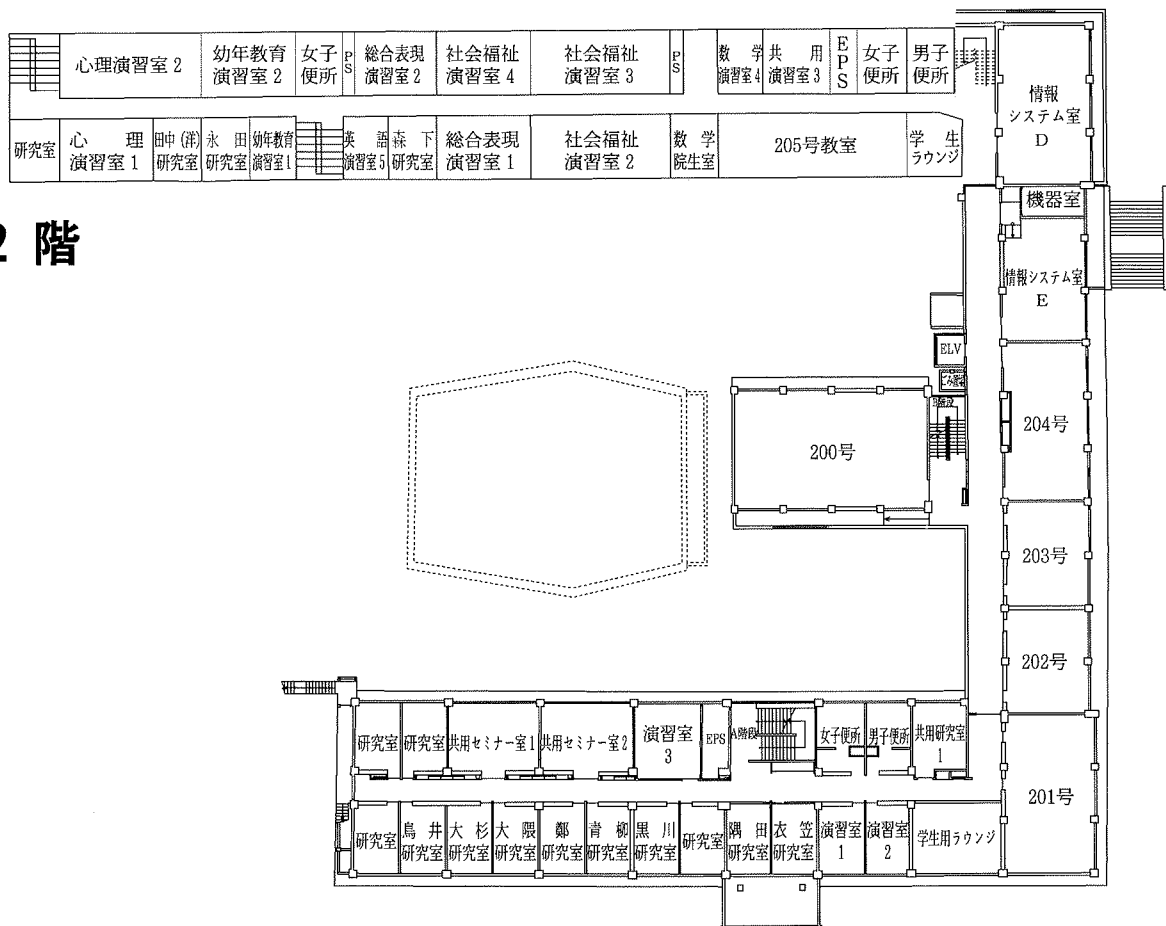 心理演習室 2
幼年教育
演習室 2
女子
便所
PS
総合表現
演習室 2
社会福祉
演習室 4
社会福祉
演習室 3
PS
数 学
演習室 4
共 用
演習室 3
EPS
女子
便所
男子
便所
情報
システム室
D
研究室
心 理
演習室 1
田中 (洋)
研究室
永 田
研究室
幼年教育
演習室 1
英 語
演習室 5
森 下
研究室
総合表現
演習室 1
社会福祉
演習室 2
数 学
院生室
205号教室
学 生
ラウンジ
機器室
2 階
情報システム室
E
ELV
B階段
200号
204号
203号
202号
研究室
研究室
共用セミナー室 1
共用セミナー室 2
演習室
3
EPS
A階段
女子便所
男子便所
共用研究室
1
201号
研究室
鳥 井
研究室
大 杉
研究室
大 隈
研究室
鄭
研究室
青 柳
研究室
黒 川
研究室
研究室
隅 田
研究室
衣 笠
研究室
演習室
1
演習室
2
学生用ラウンジ